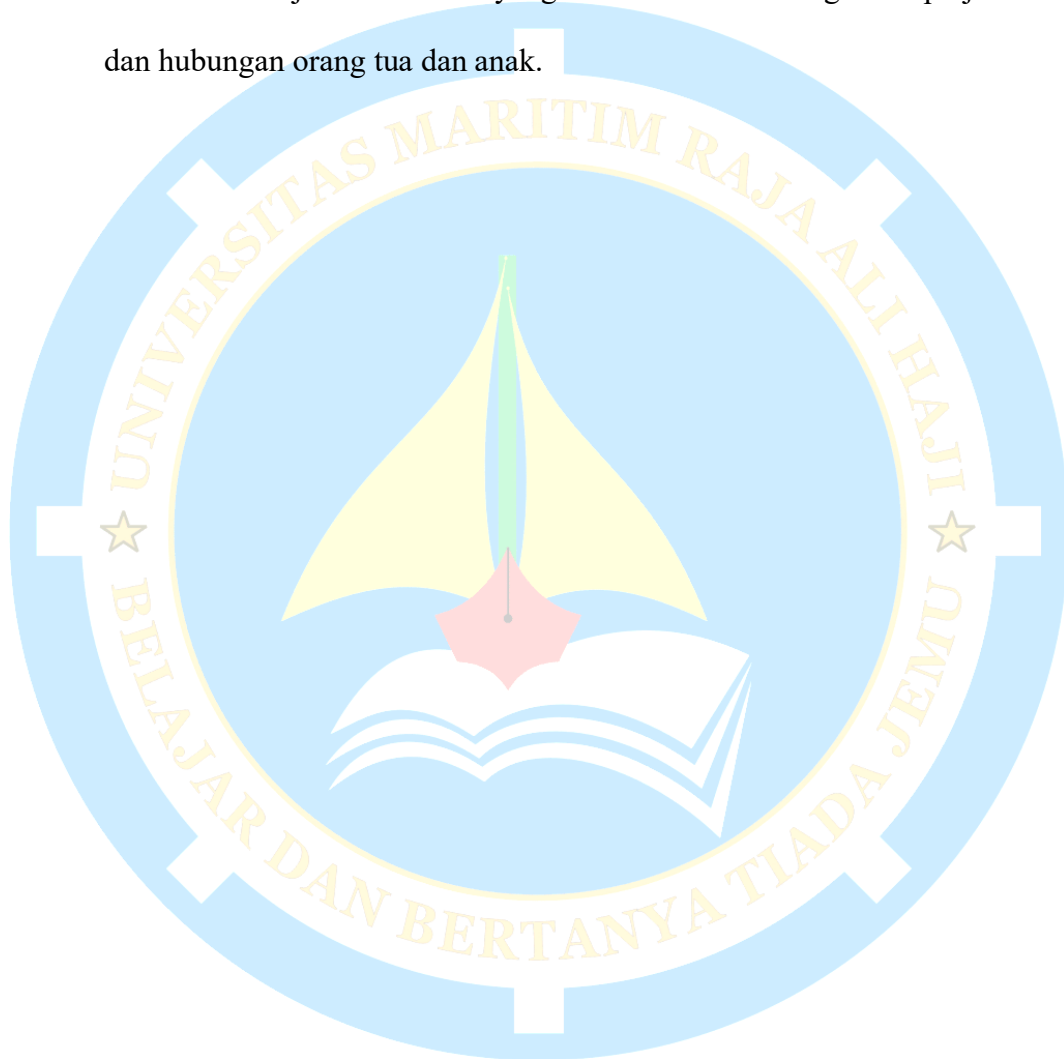 dan hubungan orang tua dan anak.
UNIVERSITAS MARITIM RAJA ALI HAJI
BELAJAR DAN BERTANYA TIADA JEMU